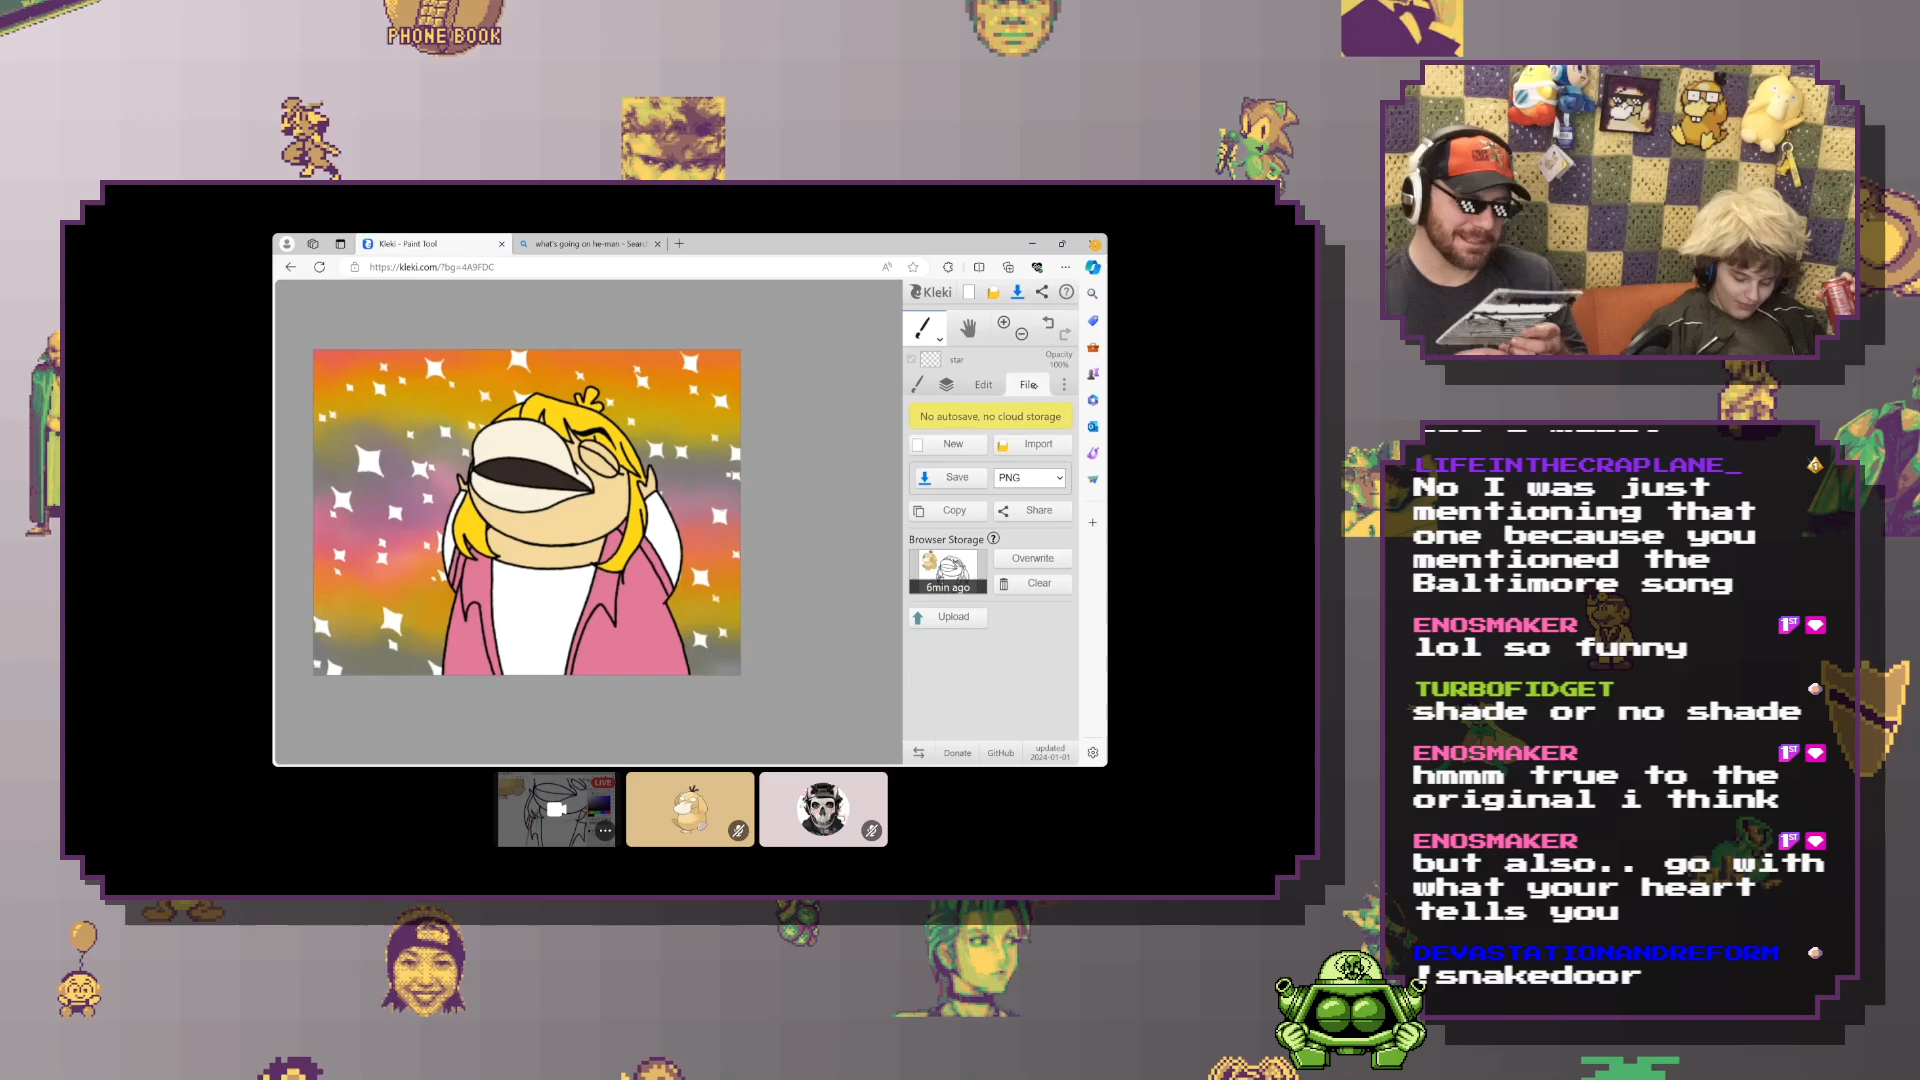 PHONE BOOK
Kleki - Paint Tool
what's going on he-man - Searc
https://kleki.com/?bg=4A9FDC
Kleki
star
Opacity
100%
Edit
File
No autosave, no cloud storage
New
Import
Save
PNG
Copy
Share
Browser Storage
Overwrite
6min ago
Clear
Upload
Donate
GitHub
updated
2024-01-01
LIVE
LIFEINTHECRAPLANE_
No I was just
mentioning that
one because you
mentioned the
Baltimore song
ENOSMAKER
1ST
lol so funny
TURBOFIDGET
shade or no shade
ENOSMAKER
1ST
hmmm true to the
original i think
ENOSMAKER
1ST
but also.. go with
what your heart
tells you
DEVASTATIONANDREFORM
!snakedoor